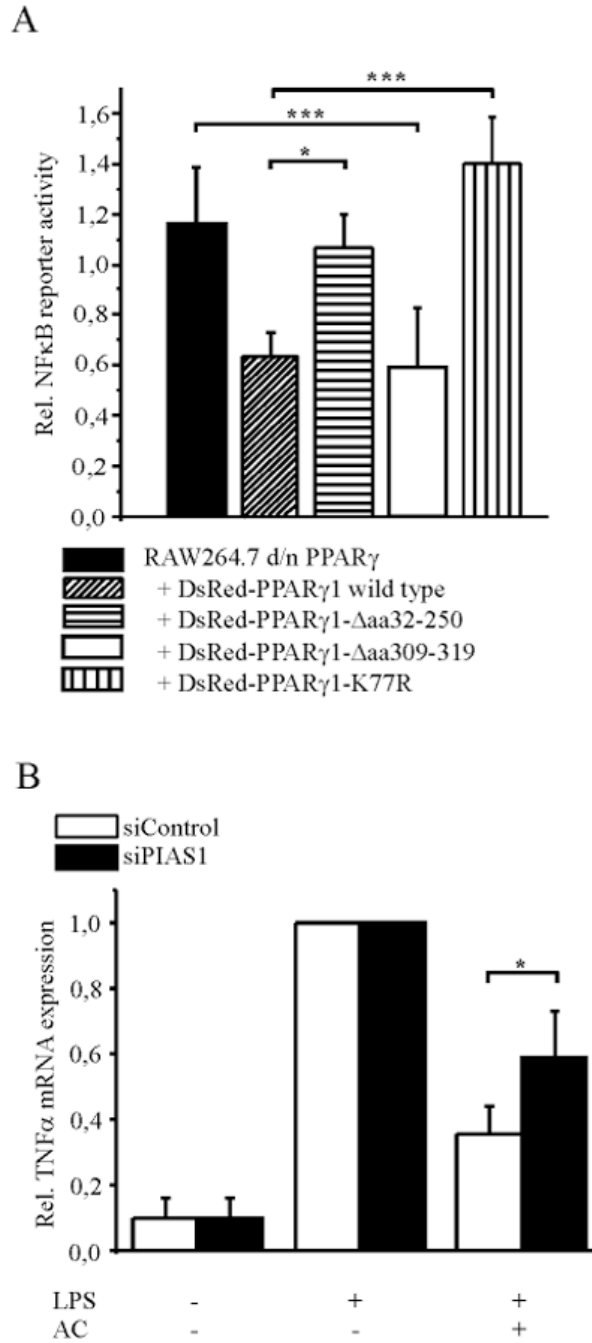 A
***
***
*
Rel. NFκB reporter activity
1,6
1,4
1,2
1,0
0,8
0,6
0,4
0,2
0,0
RAW264.7 d/n PPARγ
+ DsRed-PPARγ1 wild type
+ DsRed-PPARγ1-Δaa32-250
+ DsRed-PPARγ1-Δaa309-319
+ DsRed-PPARγ1-K77R
B
siControl
siPIAS1
*
Rel. TNFα mRNA expression
1,0
0,8
0,6
0,4
0,2
0,0
LPS - + +
AC - - +